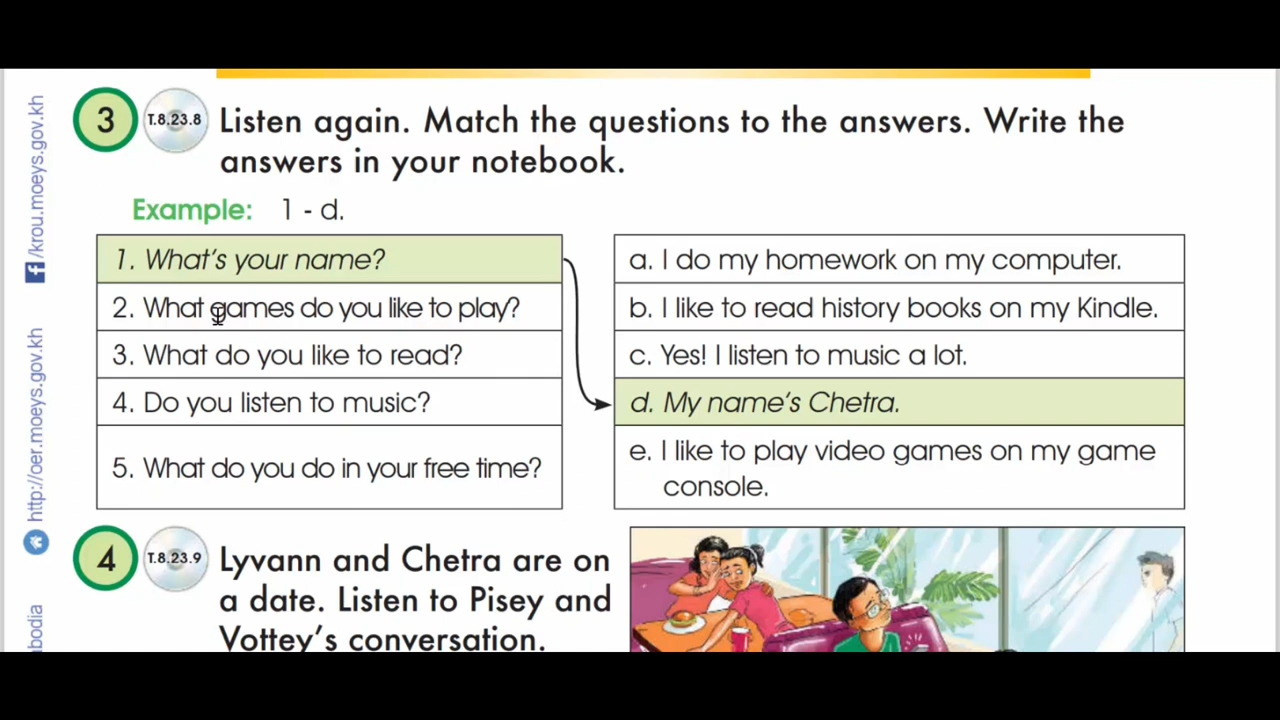 /krou.moeys.gov.kh
http://oer.moeys.gov.kh
3 T.8.23.8 Listen again. Match the questions to the answers. Write the
answers in your notebook.
Example: 1 - d.
1. What's your name?
2. What games do you like to play?
3. What do you like to read?
4. Do you listen to music?
5. What do you do in your free time?
a. I do my homework on my computer.
b. I like to read history books on my Kindle.
c. Yes! I listen to music a lot.
d. My name's Chetra.
e. I like to play video games on my game
console.
4 T.8.23.9 Lyvann and Chetra are on
a date. Listen to Pisey and
Vottey's conversation.